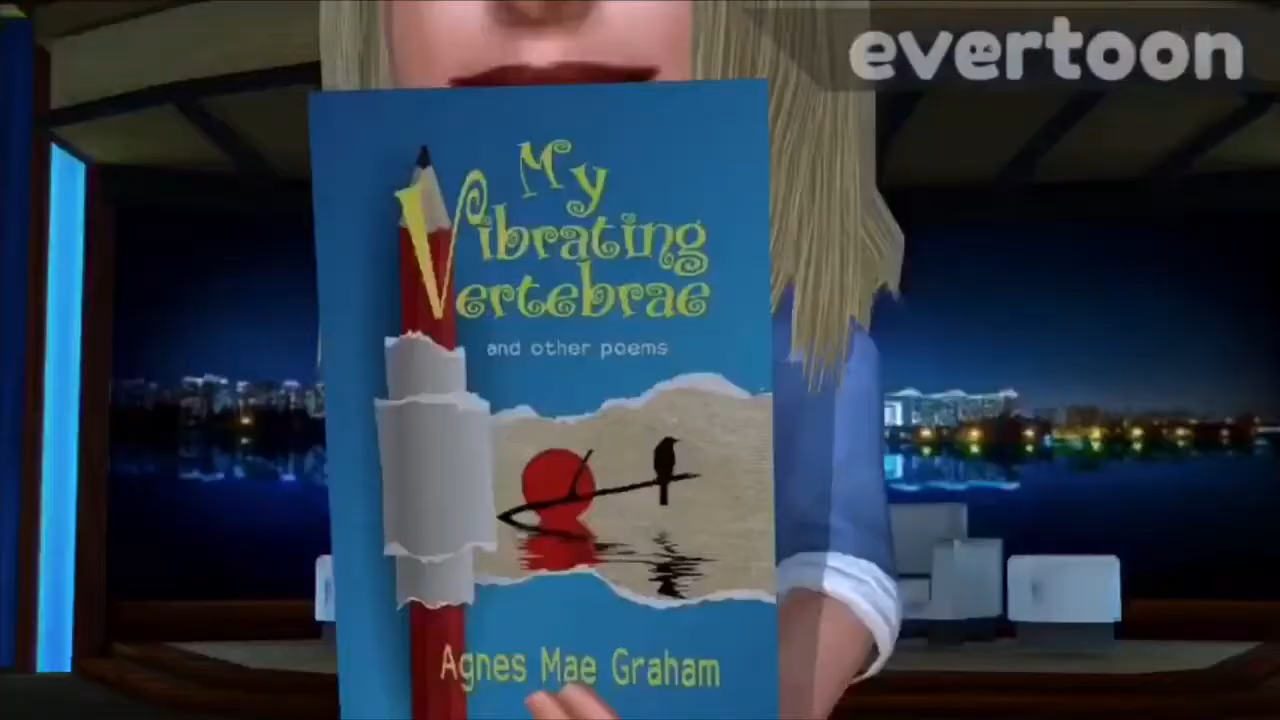 evertoon
My
Vibrating
Vertebrae
and other poems
Agnes Mae Graham